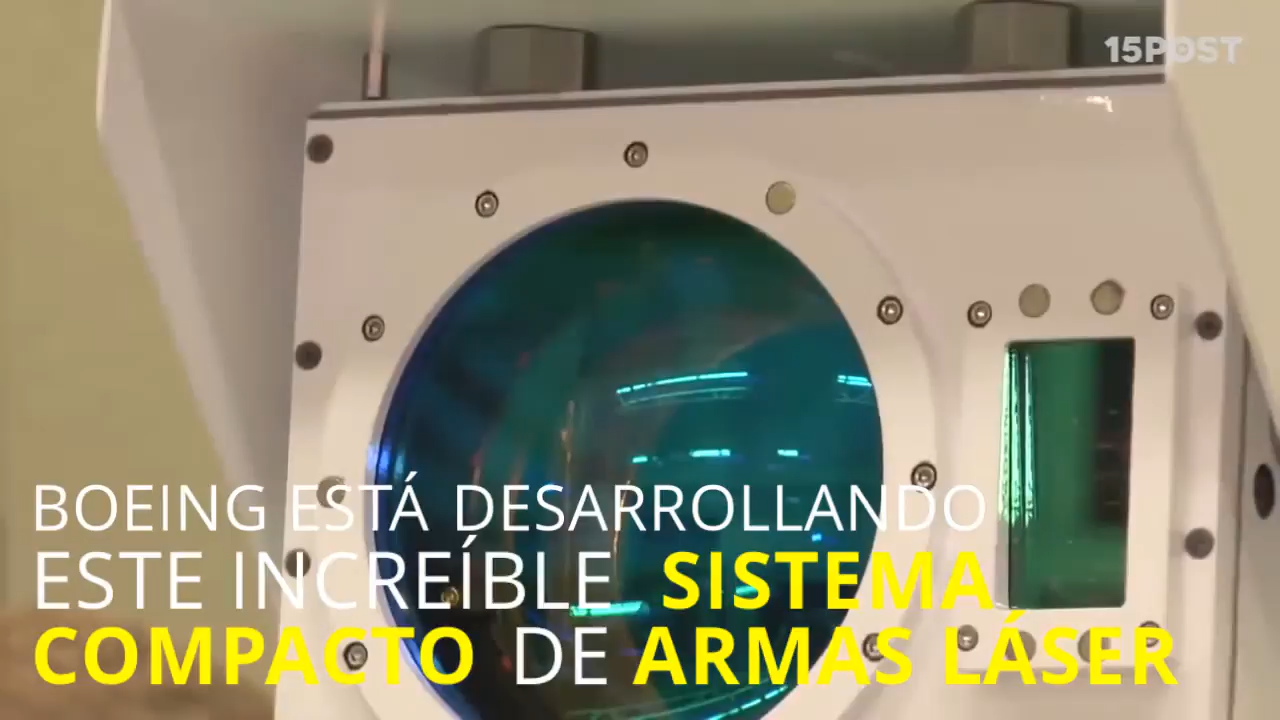 15POST
BOEING ESTÁ DESARROLLANDO
ESTE INCREÍBLE SISTEMA
COMPACTO DE ARMAS LÁSER